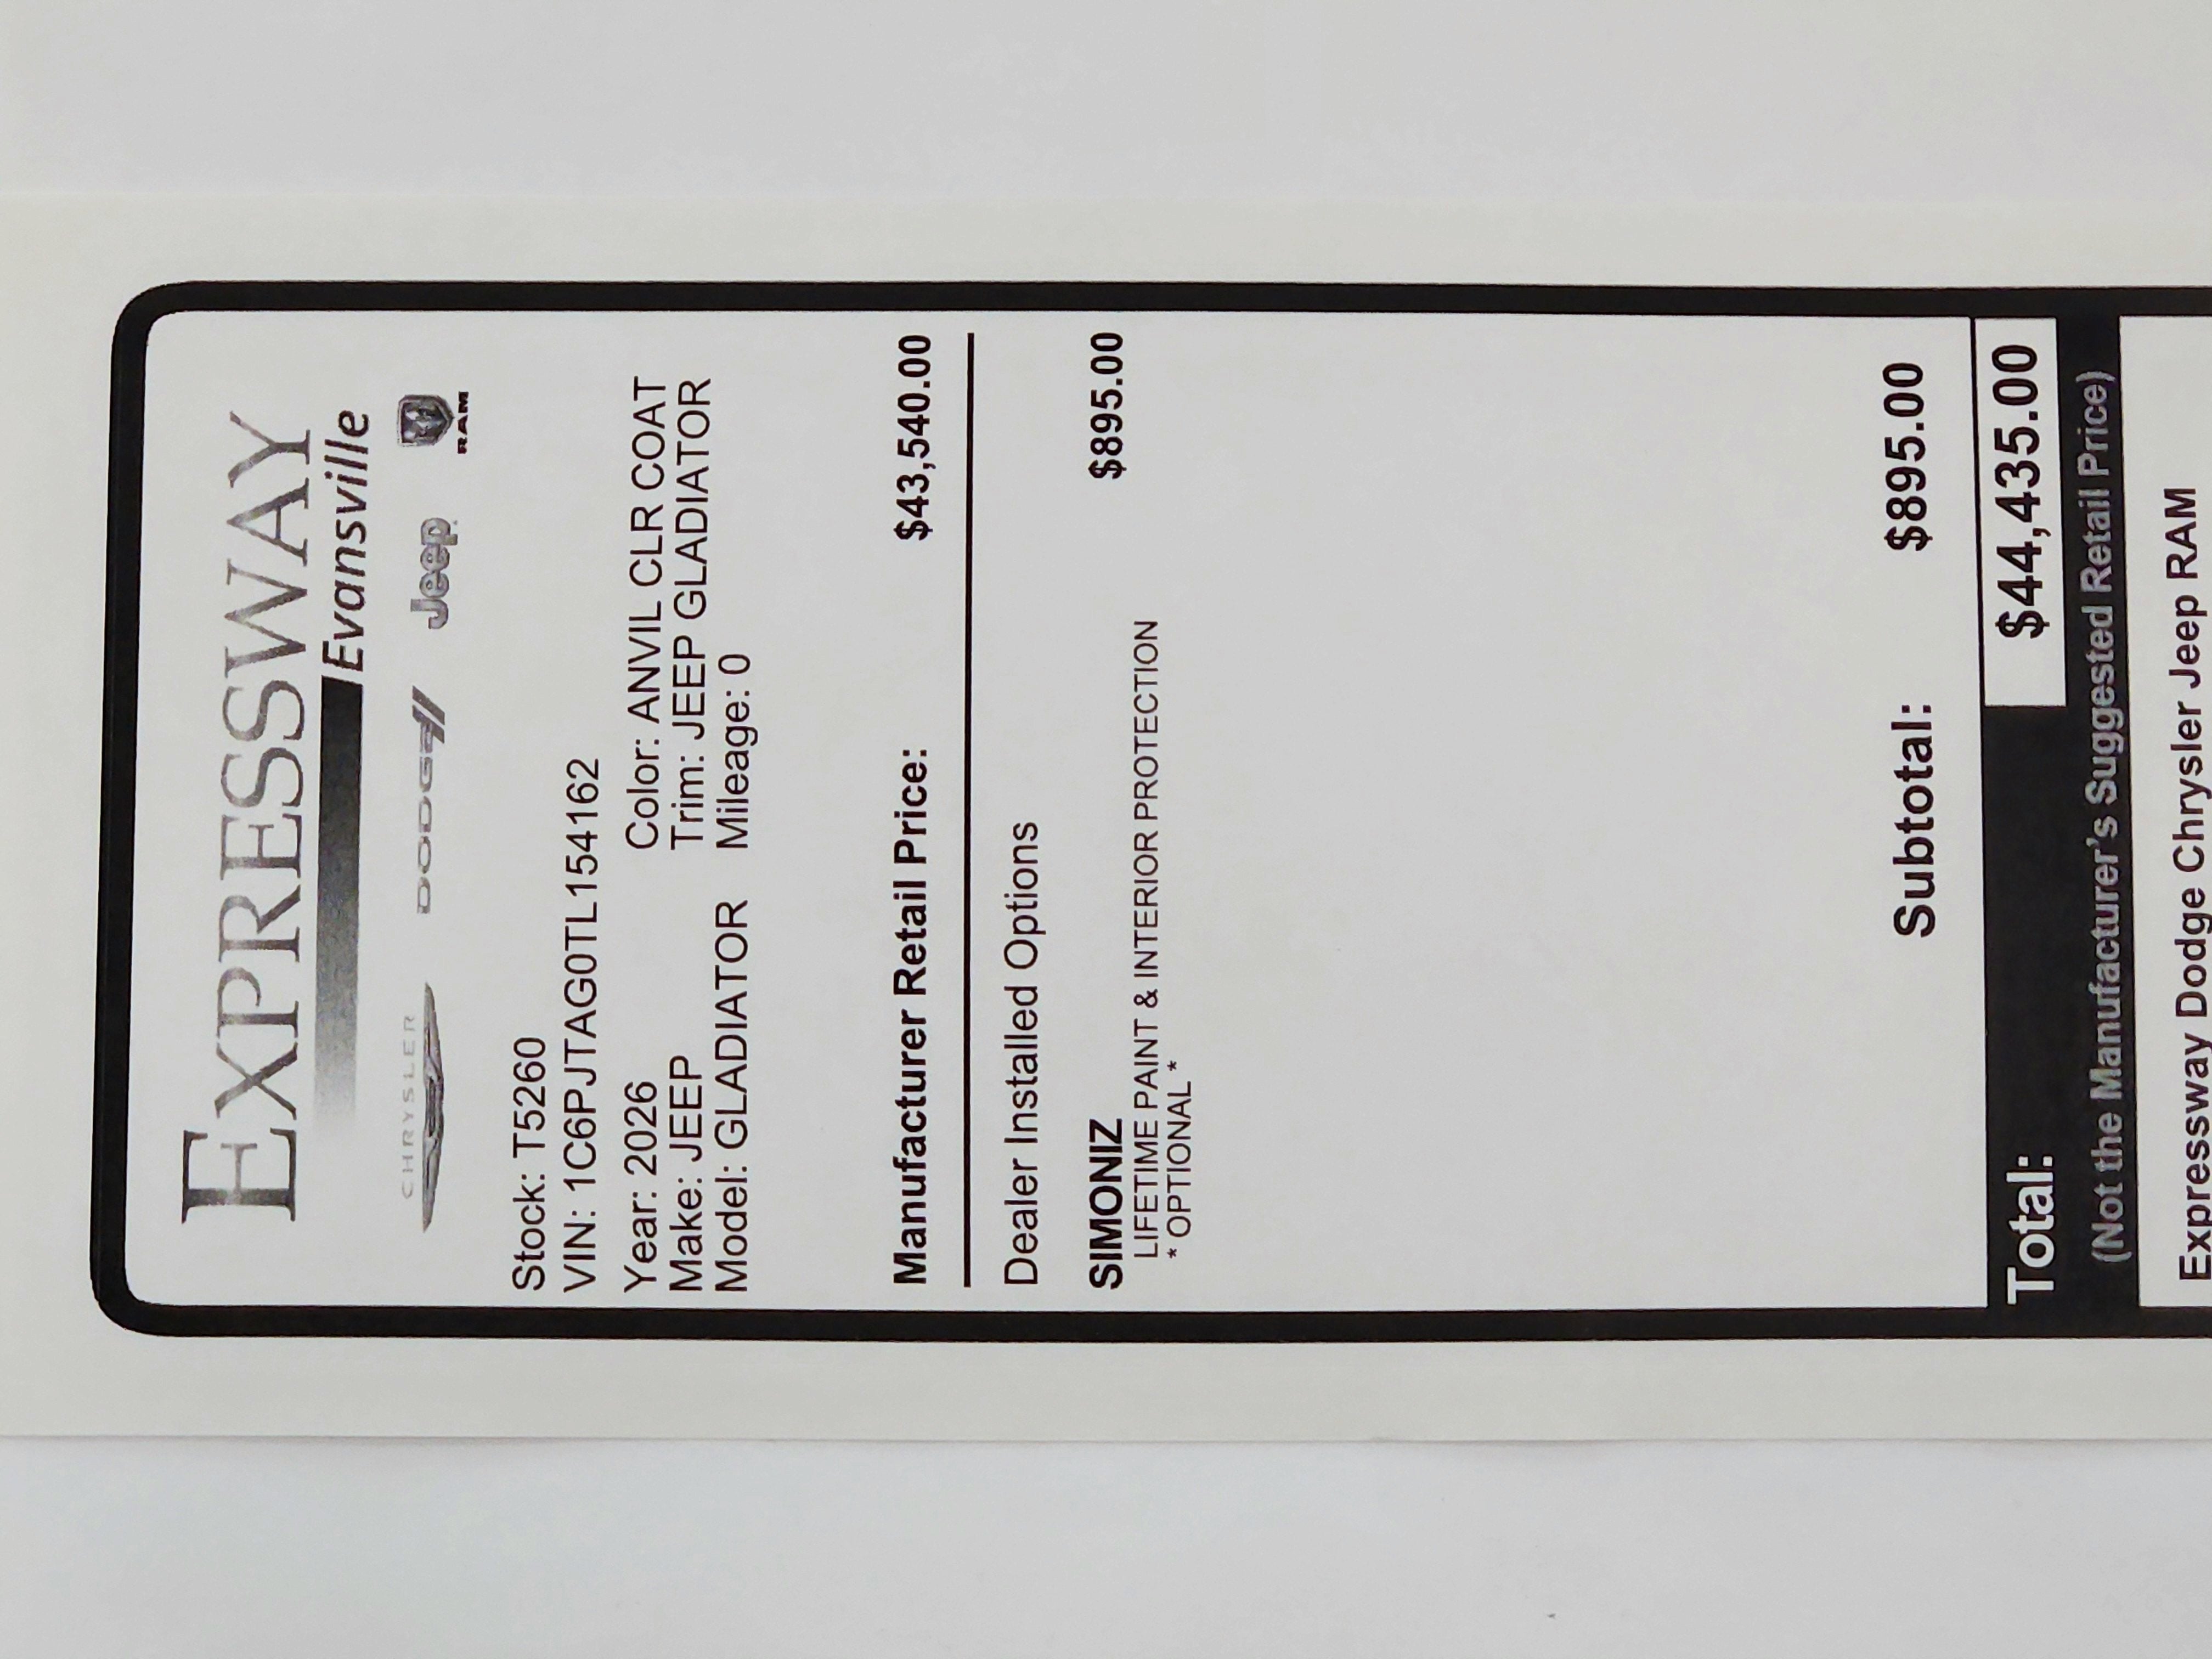 EXPRESSWAY
Evansville
CHRYSLER DODGE Jeep RAM
Stock: T5260
VIN: 1C6PJTAG0TL154162
Year: 2026 Color: ANVIL CLR COAT
Make: JEEP Trim: JEEP GLADIATOR
Model: GLADIATOR Mileage: 0
Manufacturer Retail Price: $43,540.00
Dealer Installed Options
SIMONIZ $895.00
LIFETIME PAINT & INTERIOR PROTECTION
* OPTIONAL *
Subtotal: $895.00
Total: $44,435.00
(Not the Manufacturer's Suggested Retail Price)
Expressway Dodge Chrysler Jeep RAM